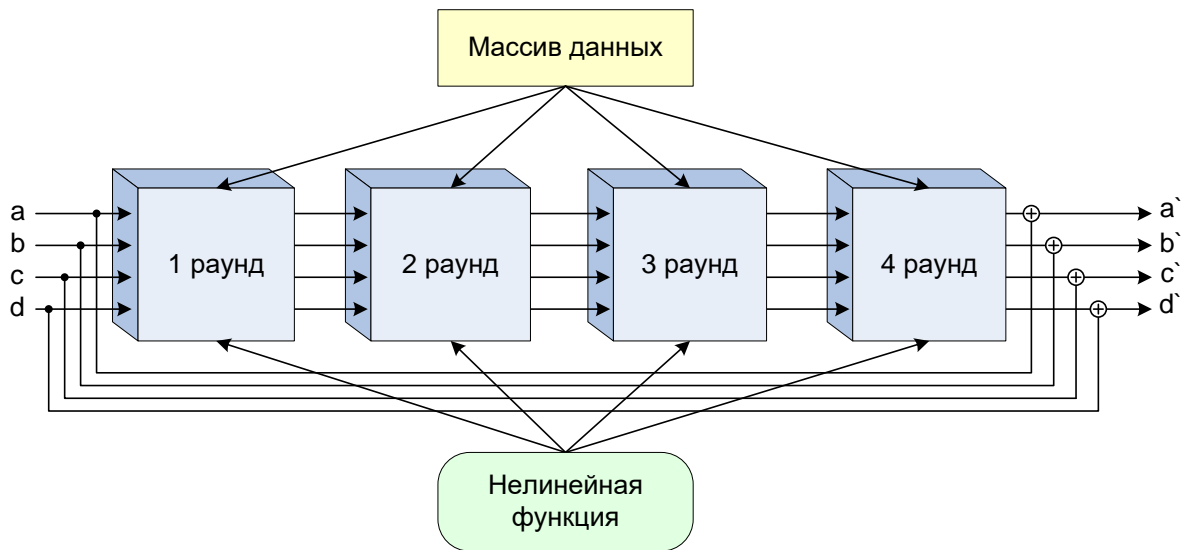 Массив данных
a
b
c
d
1 раунд
2 раунд
3 раунд
4 раунд
a`
b`
c`
d`
Нелинейная
функция